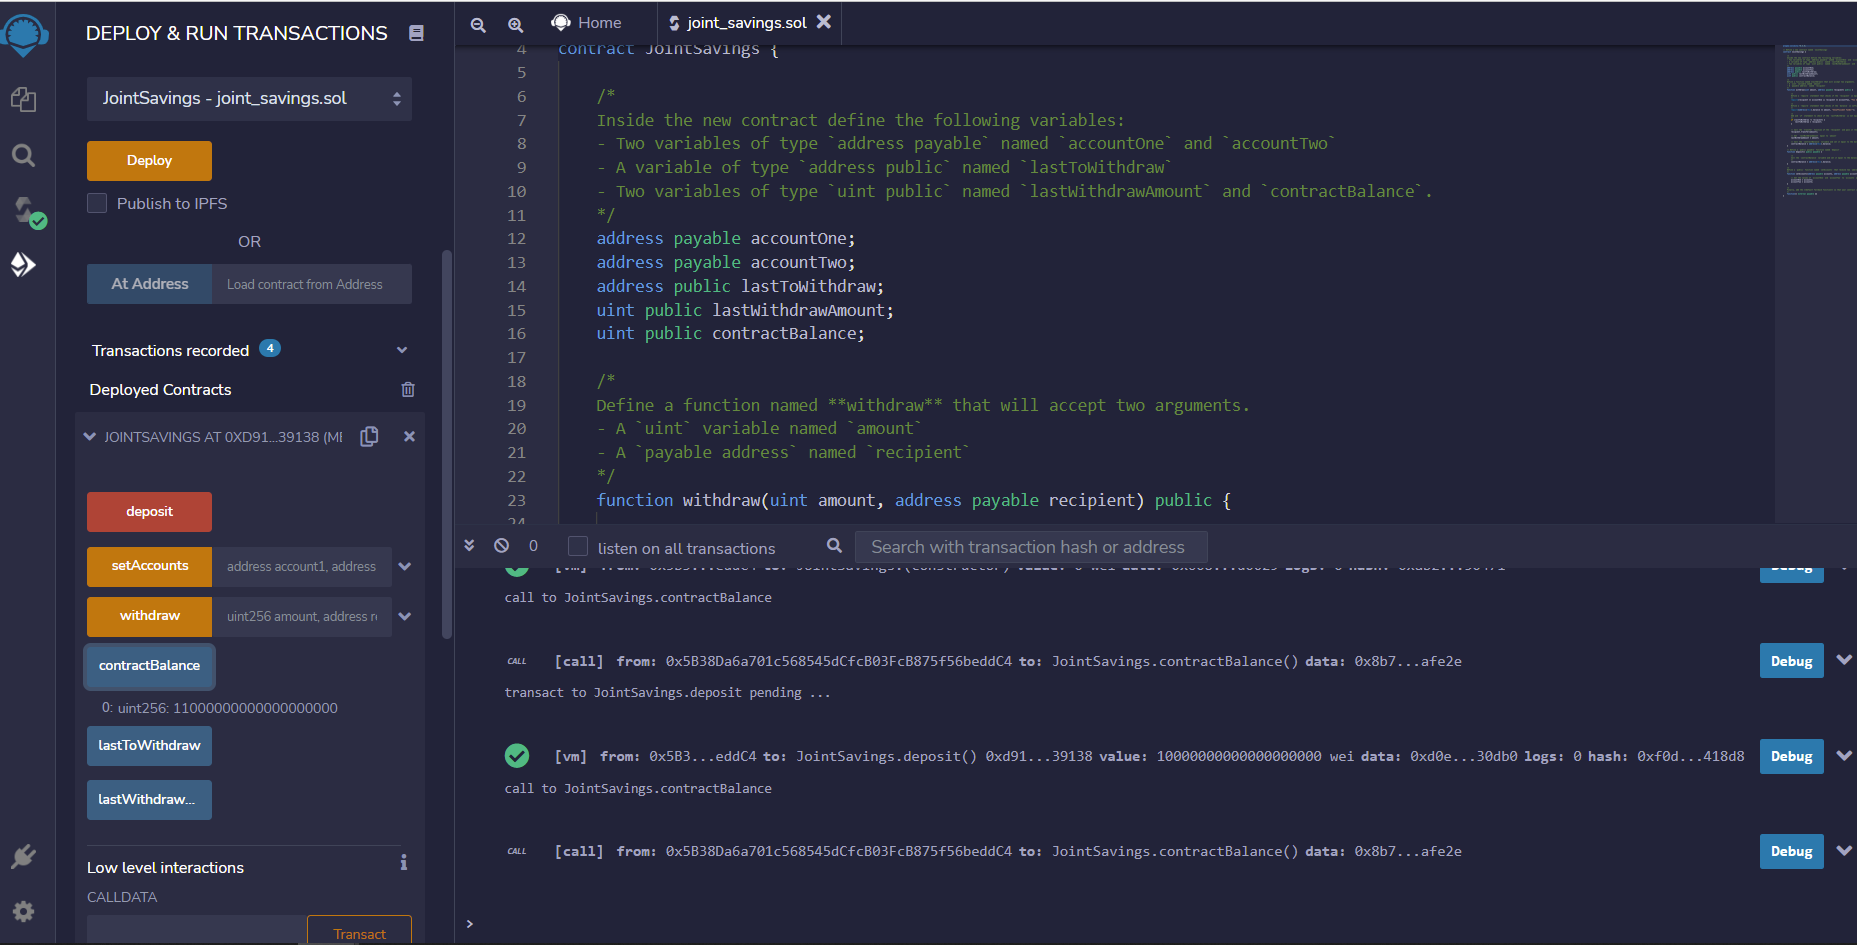 DEPLOY & RUN TRANSACTIONS
JointSavings - joint_savings.sol
Deploy
Publish to IPFS
OR
At Address
Load contract from Address
Transactions recorded 4
Deployed Contracts
JOINTSAVINGS AT 0XD91...39138 (ME
deposit
setAccounts
address account1, address
withdraw
uint256 amount, address re
contractBalance
0: uint256: 11000000000000000000
lastToWithdraw
lastWithdraw...
Low level interactions
CALLDATA
Transact
Home
joint_savings.sol
4 contract JointSavings {
5
6 /*
7 Inside the new contract define the following variables:
8 - Two variables of type `address payable` named `accountOne` and `accountTwo`
9 - A variable of type `address public` named `lastToWithdraw`
10 - Two variables of type `uint public` named `lastWithdrawAmount` and `contractBalance`.
11 */
12 address payable accountOne;
13 address payable accountTwo;
14 address public lastToWithdraw;
15 uint public lastWithdrawAmount;
16 uint public contractBalance;
17
18 /*
19 Define a function named **withdraw** that will accept two arguments.
20 - A `uint` variable named `amount`
21 - A `payable address` named `recipient`
22 */
23 function withdraw(uint amount, address payable recipient) public {
24
0
listen on all transactions
Search with transaction hash or address
Debug
call to JointSavings.contractBalance
CALL [call] from: 0x5B38Da6a701c568545dCfcB03FcB875f56beddC4 to: JointSavings.contractBalance() data: 0x8b7...afe2e
Debug
transact to JointSavings.deposit pending ...
[vm] from: 0x5B3...eddC4 to: JointSavings.deposit() 0xd91...39138 value: 10000000000000000000 wei data: 0xd0e...30db0 logs: 0 hash: 0xf0d...418d8
Debug
call to JointSavings.contractBalance
CALL [call] from: 0x5B38Da6a701c568545dCfcB03FcB875f56beddC4 to: JointSavings.contractBalance() data: 0x8b7...afe2e
Debug
>